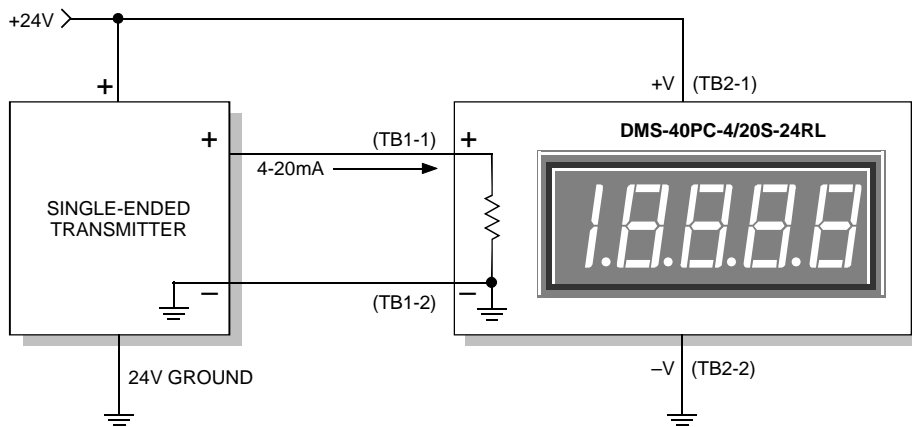 +24V
+
+V (TB2-1)
DMS-40PC-4/20S-24RL
+ (TB1-1) +
4-20mA
SINGLE-ENDED
TRANSMITTER
1.8.8.8.8
– (TB1-2) –
24V GROUND
–V (TB2-2)